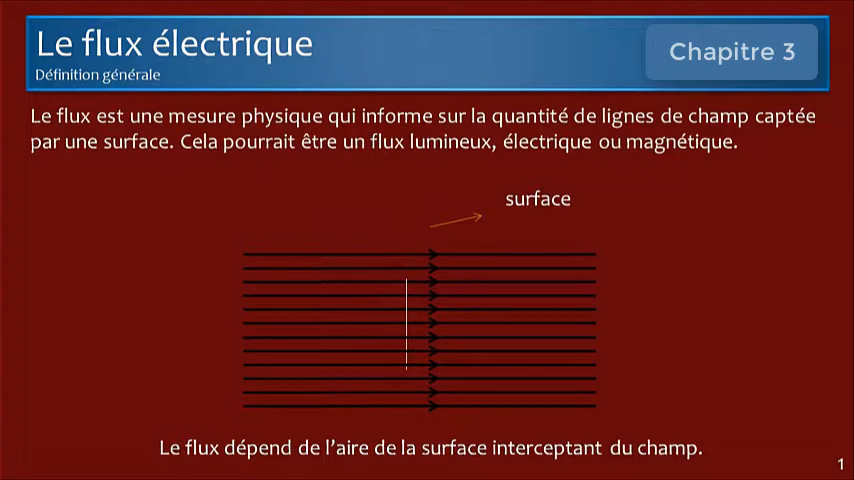 Le flux électrique
Définition générale
Chapitre 3
Le flux est une mesure physique qui informe sur la quantité de lignes de champ captée
par une surface. Cela pourrait être un flux lumineux, électrique ou magnétique.
surface
Le flux dépend de l’aire de la surface interceptant du champ.
1